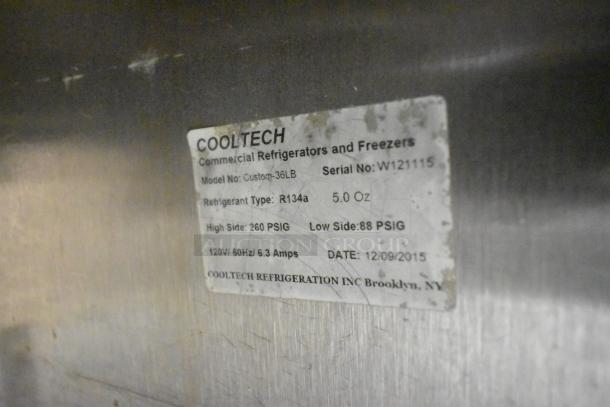 COOLTECH
Commercial Refrigerators and Freezers
Model No: Custom-36LB Serial No: W121115
Refrigerant Type: R134a 5.0 Oz
High Side: 260 PSIG Low Side:88 PSIG
AUCTION GROUP
120V/ 60Hz/ 6.3 Amps DATE: 12/09/2015
COOLTECH REFRIGERATION INC Brooklyn, NY